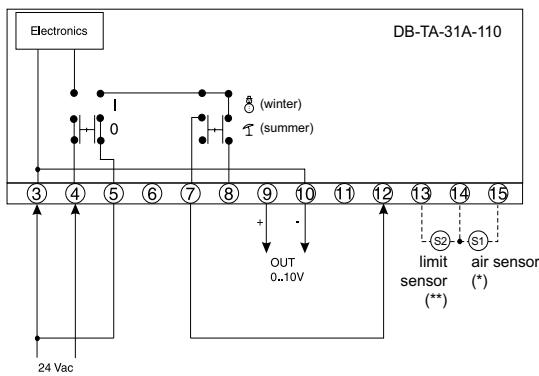 Electronics
DB-TA-31A-110
I
(winter)
0
(summer)
3 4 5 6 7 8 9 10 11 12 13 14 15
+ -
S2 S1
OUT
0..10V
limit
sensor
(**)
air sensor
(*)
24 Vac